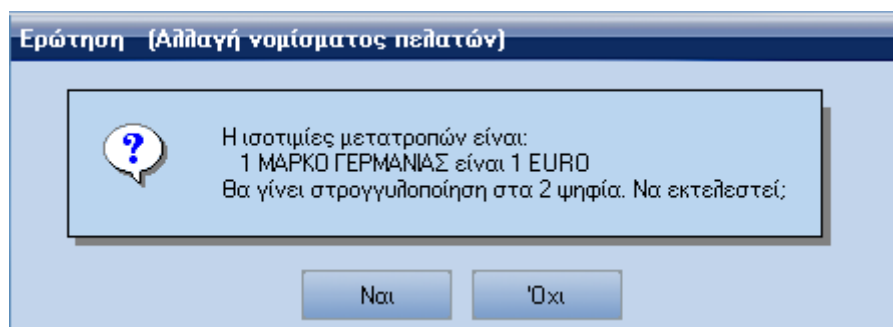 Ερώτηση (Αλλαγή νομίσματος πελατών)
?
Η ισοτιμίες μετατροπών είναι:
1 ΜΑΡΚΟ ΓΕΡΜΑΝΙΑΣ είναι 1 EURO
Θα γίνει στρογγυλοποίηση στα 2 ψηφία. Να εκτελεστεί;
Ναι Όχι